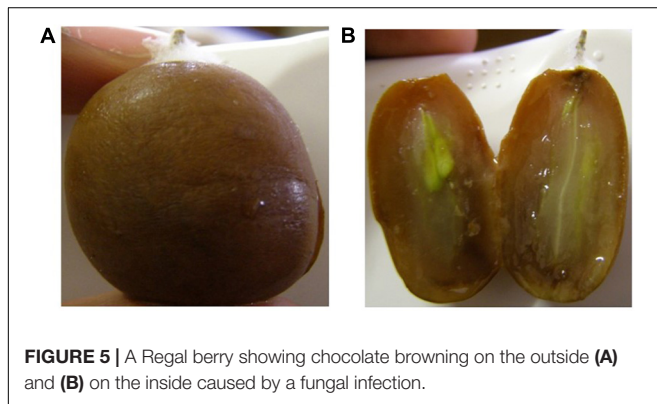 A B
FIGURE 5 | A Regal berry showing chocolate browning on the outside (A)
and (B) on the inside caused by a fungal infection.